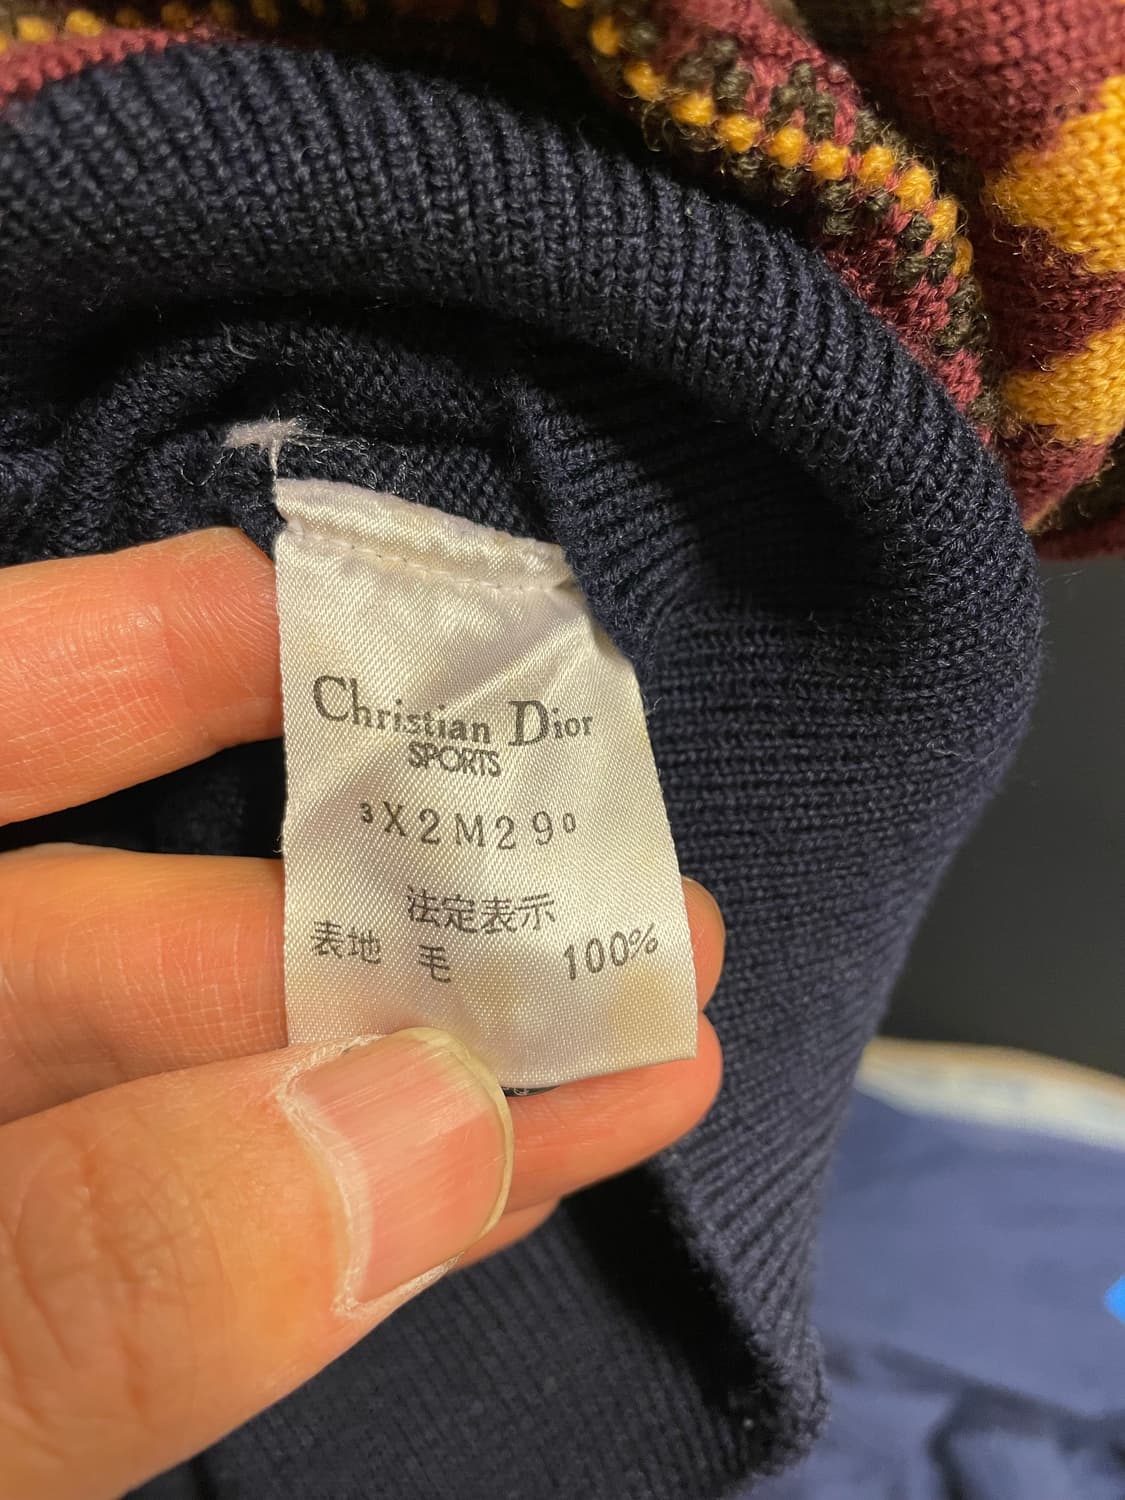 Christian Dior
SPORTS
3X2M290
法定表示
表地 毛 100%